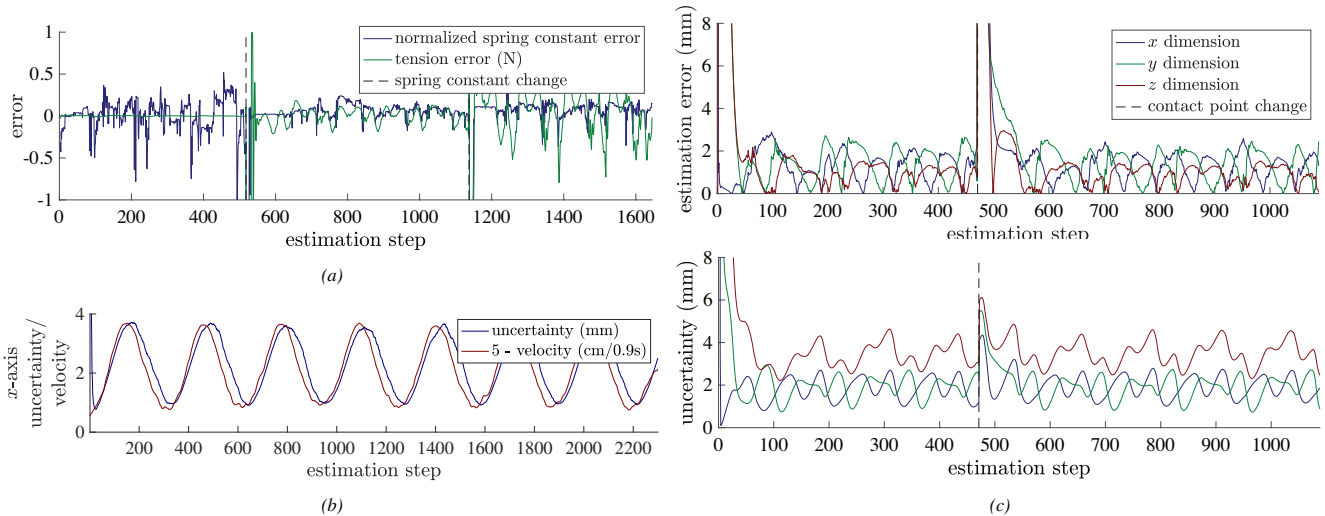 1
0.5
0
-0.5
-1
error
normalized spring constant error
tension error (N)
spring constant change
0 200 400 600 800 1000 1200 1400 1600
estimation step
(a)
4
2
0
x-axis
uncertainty/
velocity
uncertainty (mm)
5 - velocity (cm/0.9s)
200 400 600 800 1000 1200 1400 1600 1800 2000 2200
estimation step
(b)
8
6
4
2
0
estimation error (mm)
x dimension
y dimension
z dimension
contact point change
0 100 200 300 400 500 600 700 800 900 1000
estimation step
8
6
4
2
0
uncertainty (mm)
0 100 200 300 400 500 600 700 800 900 1000
estimation step
(c)